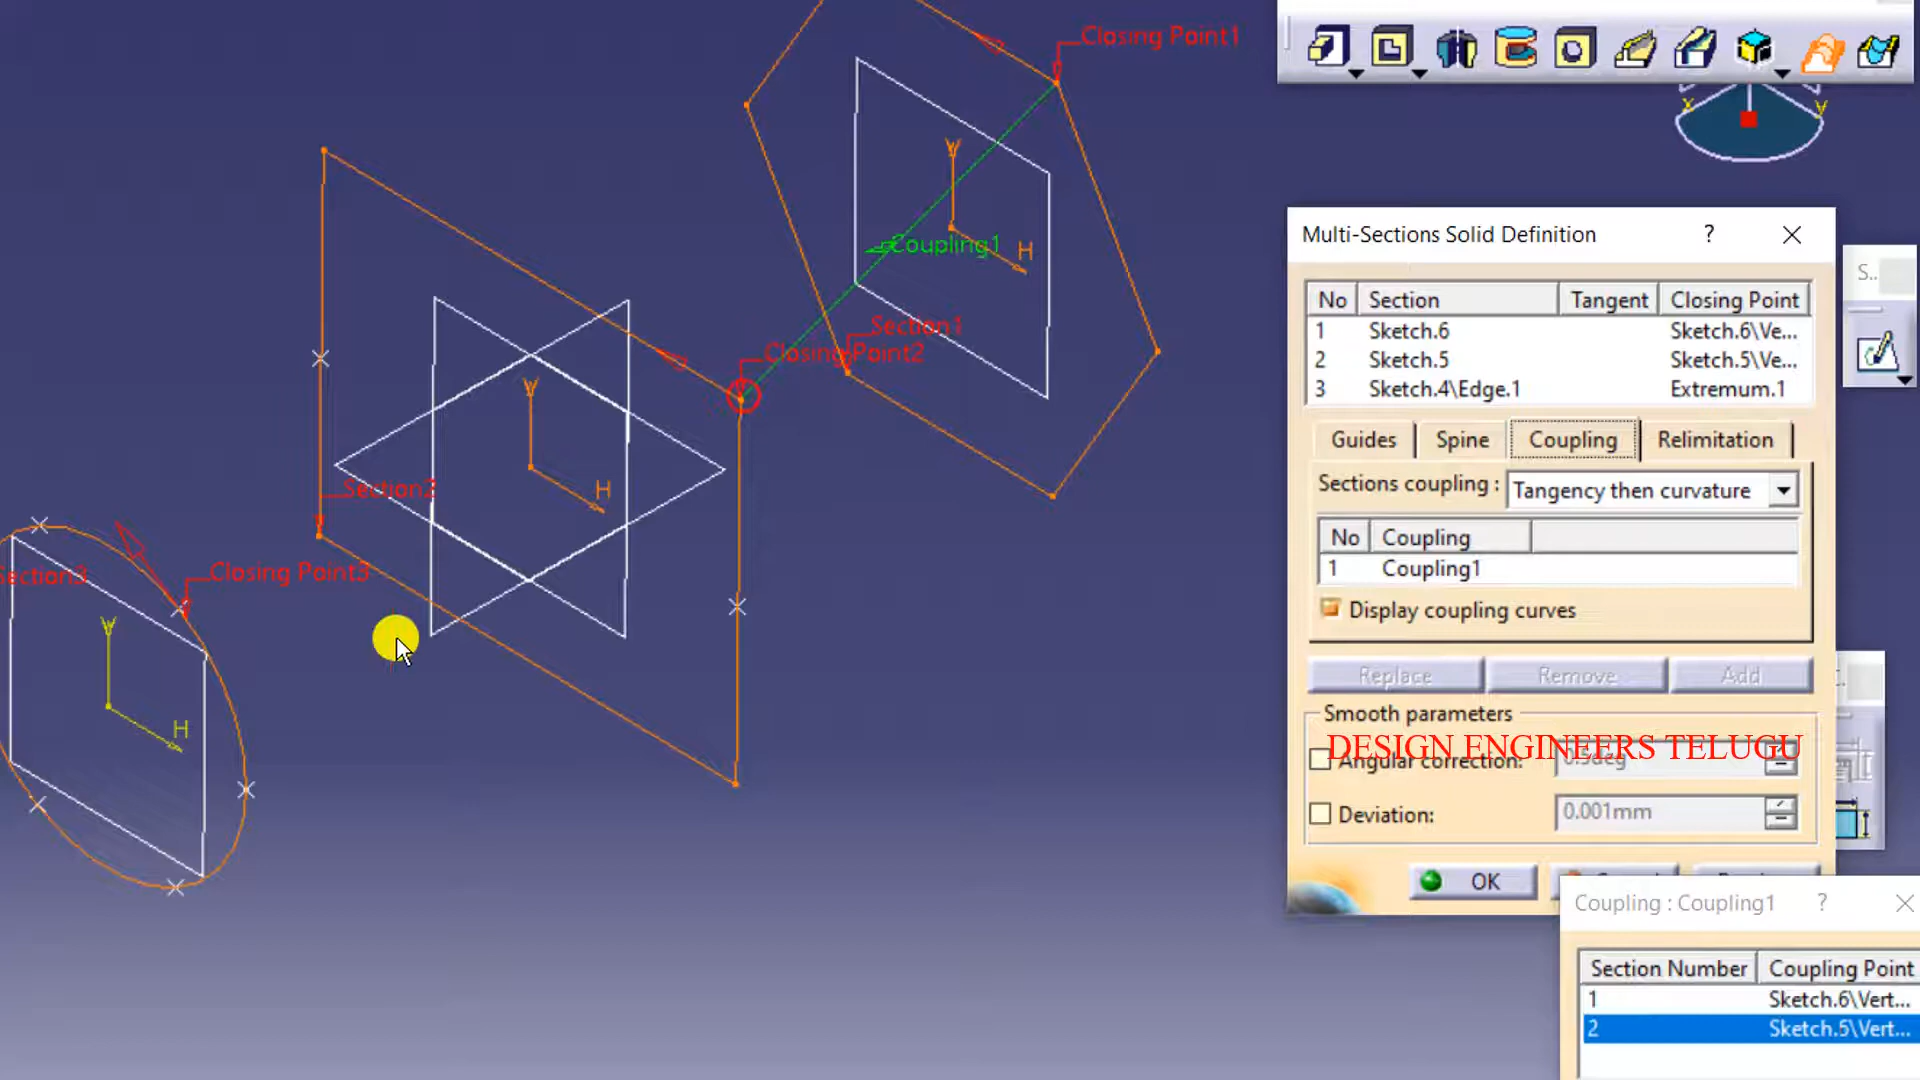 Closing Point1
x
y
V
Coupling1
H
Section1
Closing Point2
V
H
Section2
Closing Point3
V
H
Multi-Sections Solid Definition
?
S..
No Section Tangent Closing Point
1 Sketch.6 Sketch.6\Ve...
2 Sketch.5 Sketch.5\Ve...
3 Sketch.4\Edge.1 Extremum.1
Guides Spine Coupling Relimitation
Sections coupling : Tangency then curvature
No Coupling
1 Coupling1
Display coupling curves
Replace Remove Add
Smooth parameters
DESIGN ENGINEERS TELUGU
Angular correction: 0.5deg
Deviation: 0.001mm
OK
Coupling : Coupling1 ?
Section Number Coupling Point
1 Sketch.6\Vert...
2 Sketch.5\Vert...